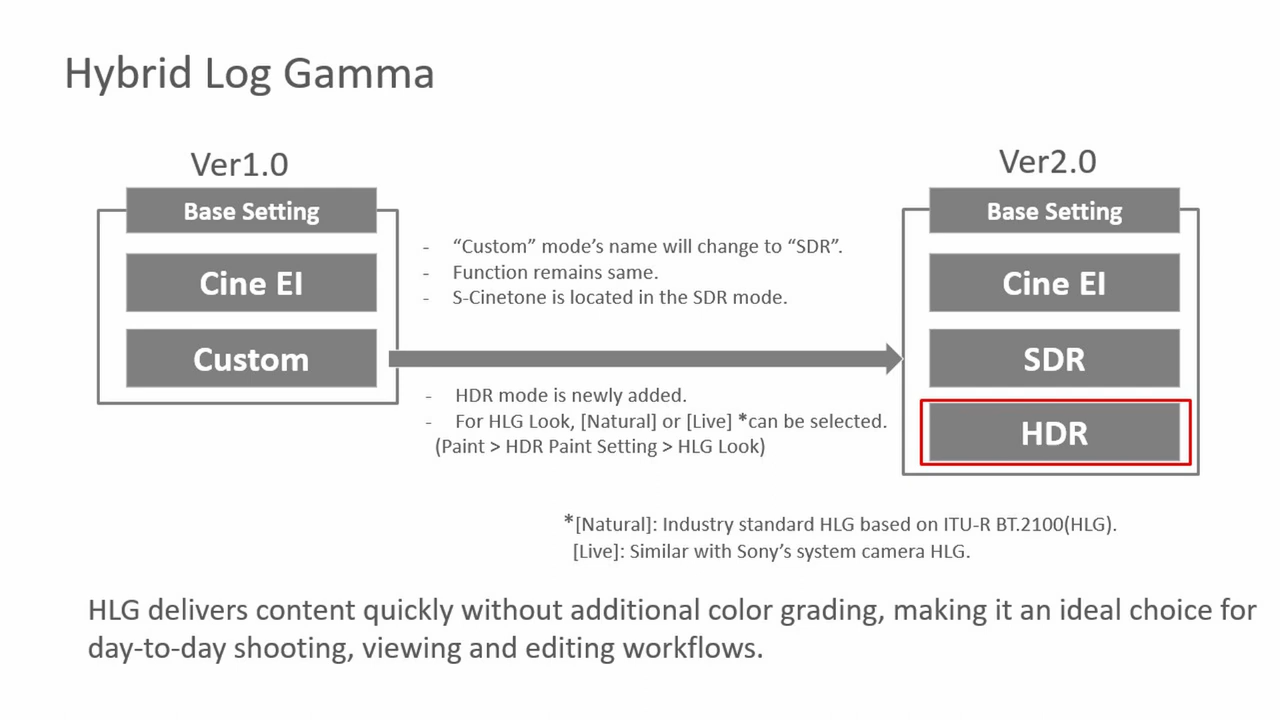 Hybrid Log Gamma
Ver1.0
Base Setting
Cine EI
Custom
- “Custom” mode’s name will change to “SDR”.
- Function remains same.
- S-Cinetone is located in the SDR mode.
- HDR mode is newly added.
- For HLG Look, [Natural] or [Live] *can be selected.
(Paint > HDR Paint Setting > HLG Look)
Ver2.0
Base Setting
Cine EI
SDR
HDR
*[Natural]: Industry standard HLG based on ITU-R BT.2100(HLG).
[Live]: Similar with Sony’s system camera HLG.
HLG delivers content quickly without additional color grading, making it an ideal choice for
day-to-day shooting, viewing and editing workflows.